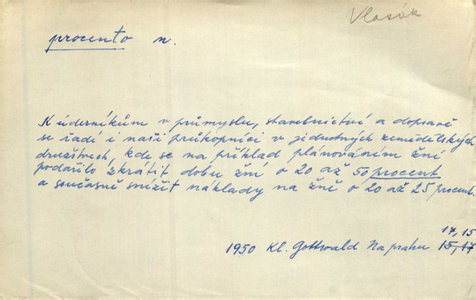 Vlasák
procento n.
K úderníkům v průmyslu, stavebnictví a dopravě
se řadí i naši průkopníci v jednotných zemědělských
družstvech, kde se na příklad plánováním žní
podařilo zkrátit dobu žní o 20 až 50 procent
a současně snížit náklady na žně o 20 až 25 procent.
14, 15
1950 Kl. Gottwald Na prahu 15,17